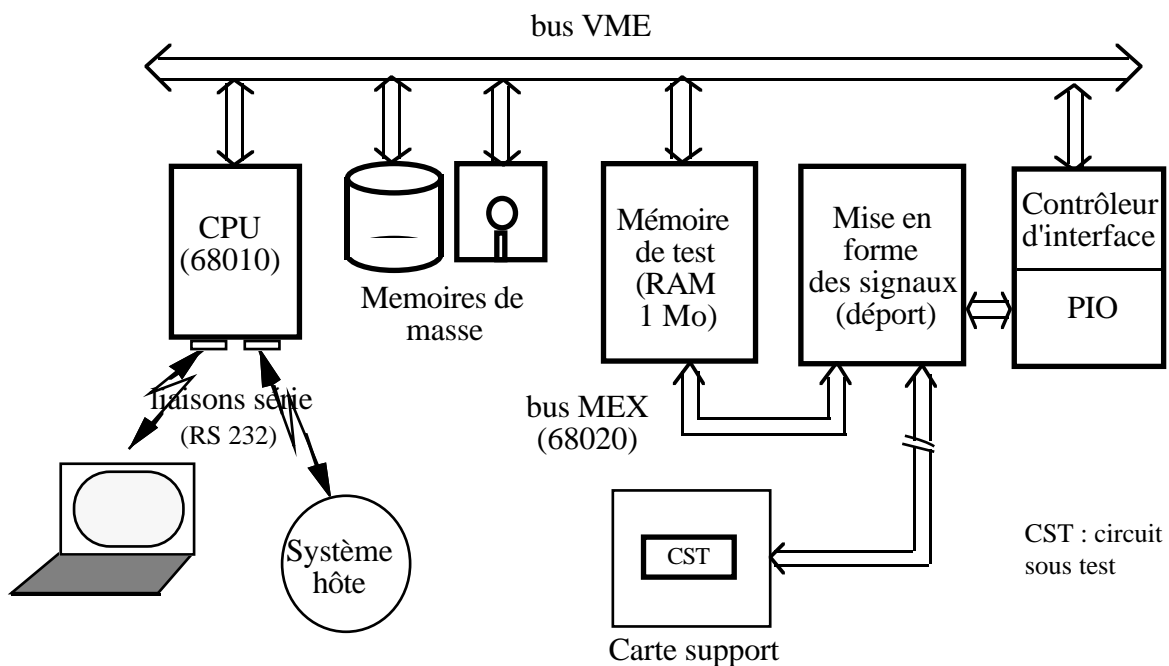 bus VME
CPU
(68010)
Memoires de
masse
Mémoire
de test
(RAM
1 Mo)
Mise en
forme
des signaux
(déport)
Contrôleur
d'interface
PIO
liaisons série
(RS 232)
bus MEX
(68020)
Système
hôte
CST
CST : circuit
sous test
Carte support